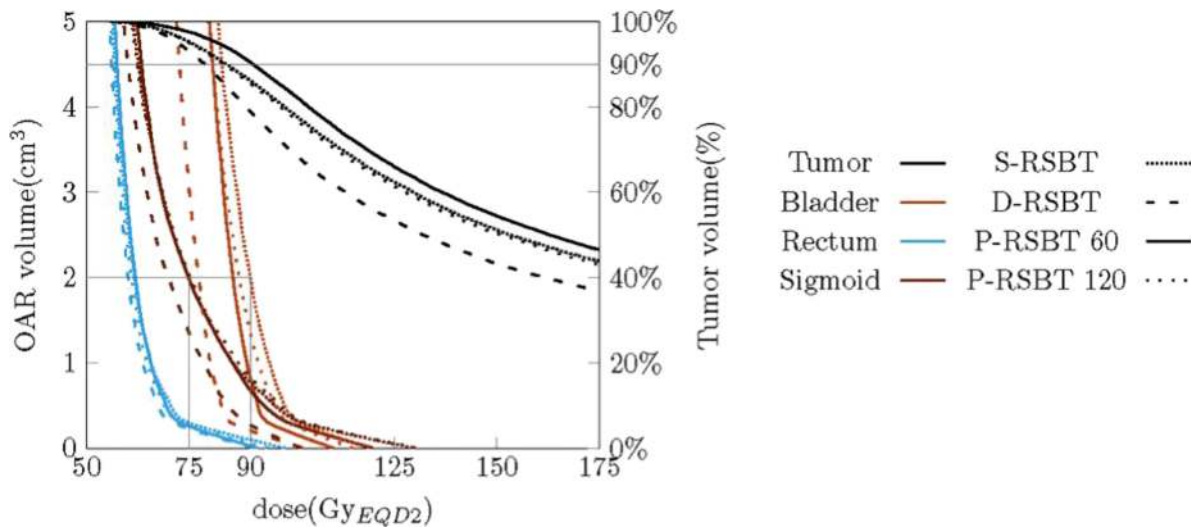 5
4
3
2
1
0
OAR volume(cm³)
100%
90%
80%
60%
40%
20%
0%
Tumor volume(%)
50
75
90
125
150
175
dose(Gy_EQD2)
Tumor S-RSBT
Bladder D-RSBT
Rectum P-RSBT 60
Sigmoid P-RSBT 120